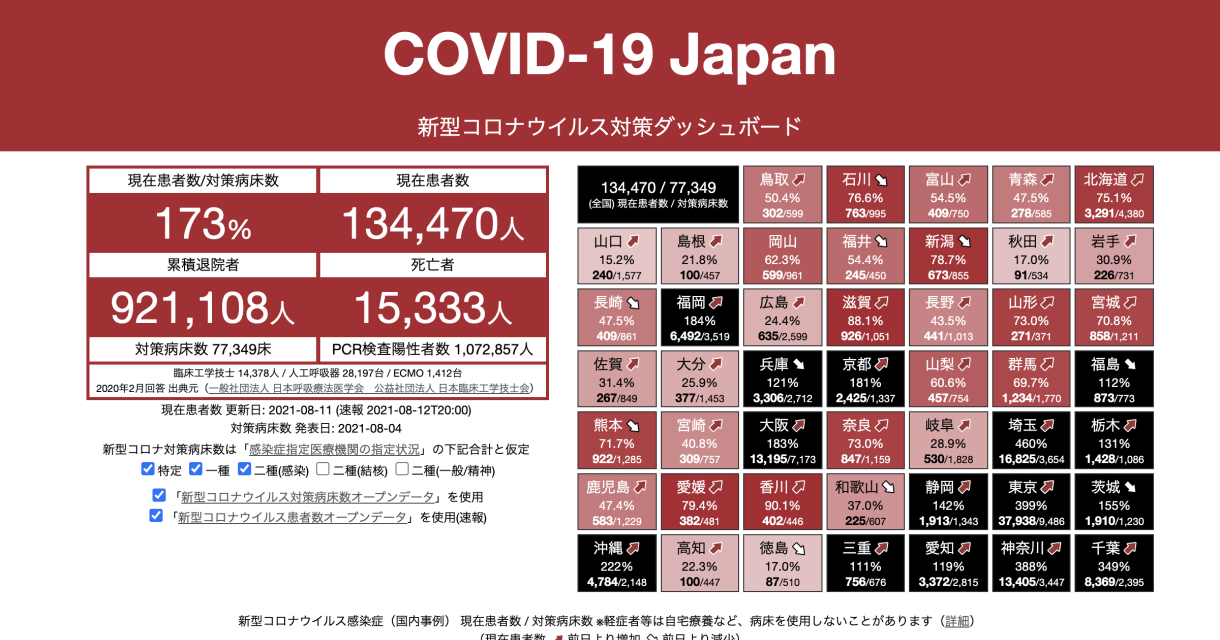 COVID-19 Japan
新型コロナウイルス対策ダッシュボード
現在患者数/対策病床数
現在患者数
173%
134,470人
累積退院者
死亡者
921,108人
15,333人
対策病床数 77,349床
PCR検査陽性者数 1,072,857人
臨床工学技士 14,378人 / 人工呼吸器 28,197台 / ECMO 1,412台
2020年2月回答 出典元（一般社団法人 日本呼吸療法医学会　公益社団法人 日本臨床工学技士会）
現在患者数 更新日: 2021-08-11 (速報 2021-08-12T20:00)
対策病床数 発表日: 2021-08-04
新型コロナ対策病床数は「感染症指定医療機関の指定状況」の下記合計と仮定
特定 一種 二種(感染) 二種(結核) 二種(一般/精神)
「新型コロナウイルス対策病床数オープンデータ」を使用
「新型コロナウイルス患者数オープンデータ」を使用(速報)
134,470 / 77,349
(全国) 現在患者数 / 対策病床数
鳥取
50.4%
302/599
石川
76.6%
763/995
富山
54.5%
409/750
青森
47.5%
278/585
北海道
75.1%
3,291/4,380
山口
15.2%
240/1,577
島根
21.8%
100/457
岡山
62.3%
599/961
福井
54.4%
245/450
新潟
78.7%
673/855
秋田
17.0%
91/534
岩手
30.9%
226/731
長崎
47.5%
409/861
福岡
184%
6,492/3,519
広島
24.4%
635/2,599
滋賀
88.1%
926/1,051
長野
43.5%
441/1,013
山形
73.0%
271/371
宮城
70.8%
858/1,211
佐賀
31.4%
267/849
大分
25.9%
377/1,453
兵庫
121%
3,306/2,712
京都
181%
2,425/1,337
山梨
60.6%
457/754
群馬
69.7%
1,234/1,770
福島
112%
873/773
熊本
71.7%
922/1,285
宮崎
40.8%
309/757
大阪
183%
13,195/7,173
奈良
73.0%
847/1,159
岐阜
28.9%
530/1,828
埼玉
460%
16,825/3,654
栃木
131%
1,428/1,086
鹿児島
47.4%
583/1,229
愛媛
79.4%
382/481
香川
90.1%
402/446
和歌山
37.0%
225/607
静岡
142%
1,913/1,343
東京
399%
37,938/9,486
茨城
155%
1,910/1,230
沖縄
222%
4,784/2,148
高知
22.3%
100/447
徳島
17.0%
87/510
三重
111%
756/676
愛知
119%
3,372/2,815
神奈川
388%
13,405/3,447
千葉
349%
8,369/2,395
新型コロナウイルス感染症（国内事例） 現在患者数 / 対策病床数 ※軽症者等は自宅療養など、病床を使用しないことがあります（詳細）
（現在患者数 前日より増加 前日より減少）